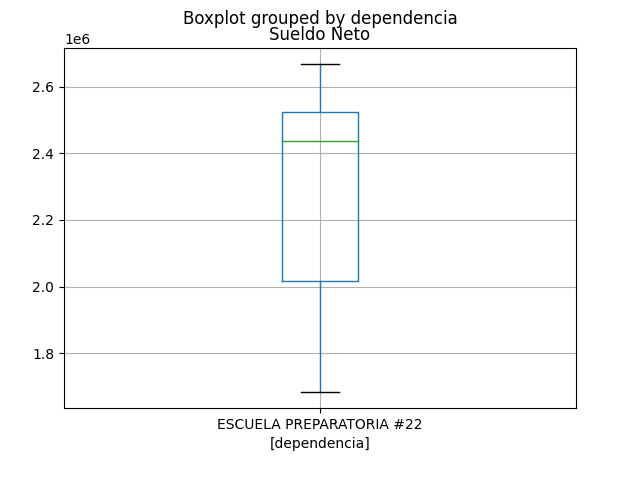 Boxplot grouped by dependencia
Sueldo Neto
1e6
2.6
2.4
2.2
2.0
1.8
ESCUELA PREPARATORIA #22
[dependencia]